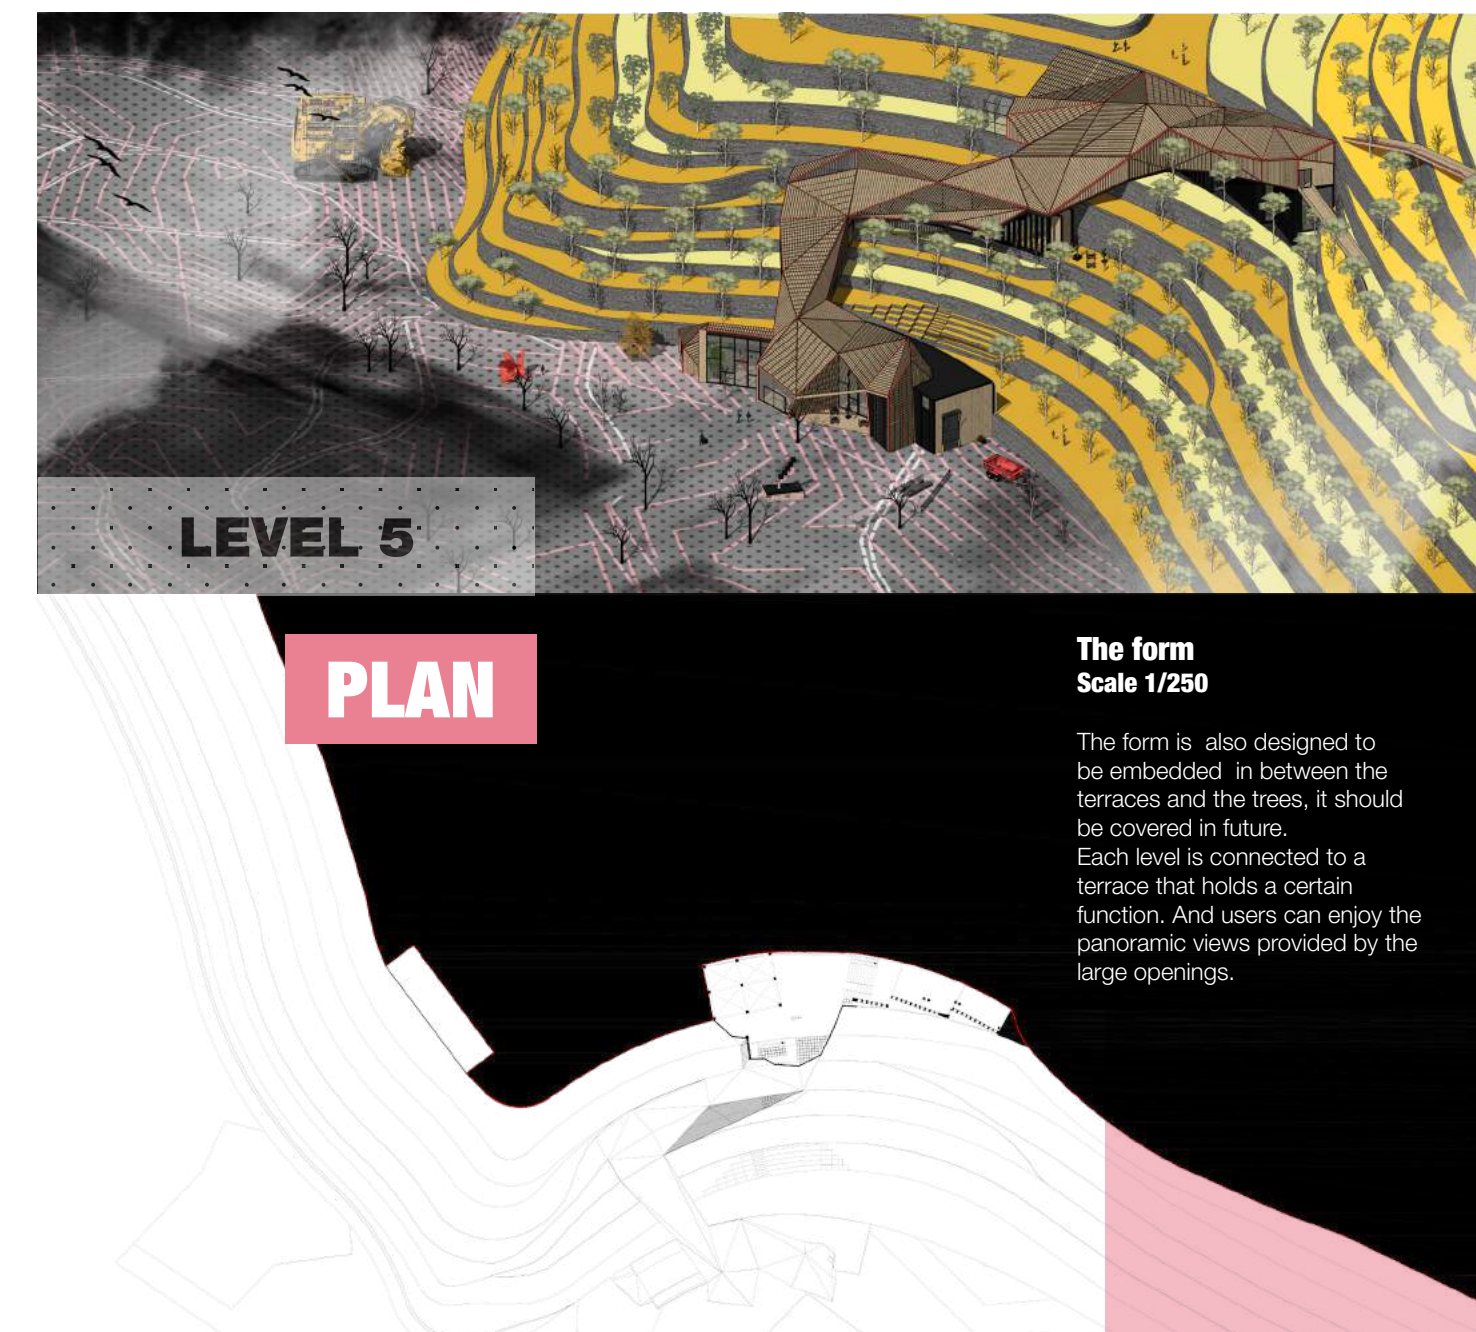 LEVEL 5
PLAN
The form
Scale 1/250
The form is  also designed to
be embedded  in between the
terraces and the trees, it should
be covered in future.
Each level is connected to a
terrace that holds a certain
function. And users can enjoy the
panoramic views provided by the
large openings.